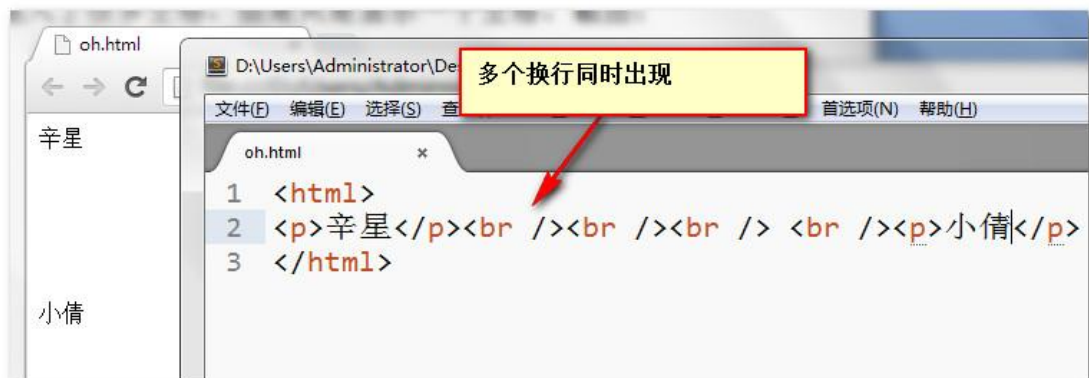 oh.html
D:\Users\Administrator\De
多个换行同时出现
文件(F) 编辑(E) 选择(S) 首选项(N) 帮助(H)
辛星
oh.html ×
1 <html>
2 <p>辛星</p><br /><br /><br /> <br /><p>小倩</p>
3 </html>
小倩